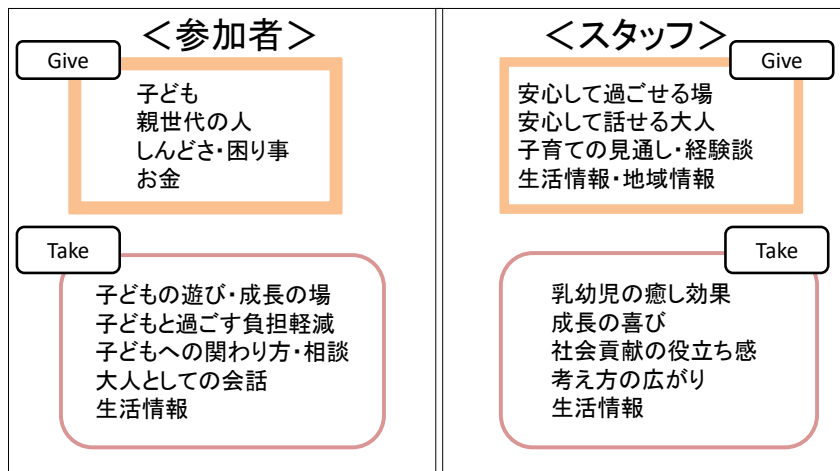 ＜参加者＞
Give
子ども
親世代の人
しんどさ・困り事
お金
Take
子どもの遊び・成長の場
子どもと過ごす負担軽減
子どもへの関わり方・相談
大人としての会話
生活情報
＜スタッフ＞
Give
安心して過ごせる場
安心して話せる大人
子育ての見通し・経験談
生活情報・地域情報
Take
乳幼児の癒し効果
成長の喜び
社会貢献の役立ち感
考え方の広がり
生活情報